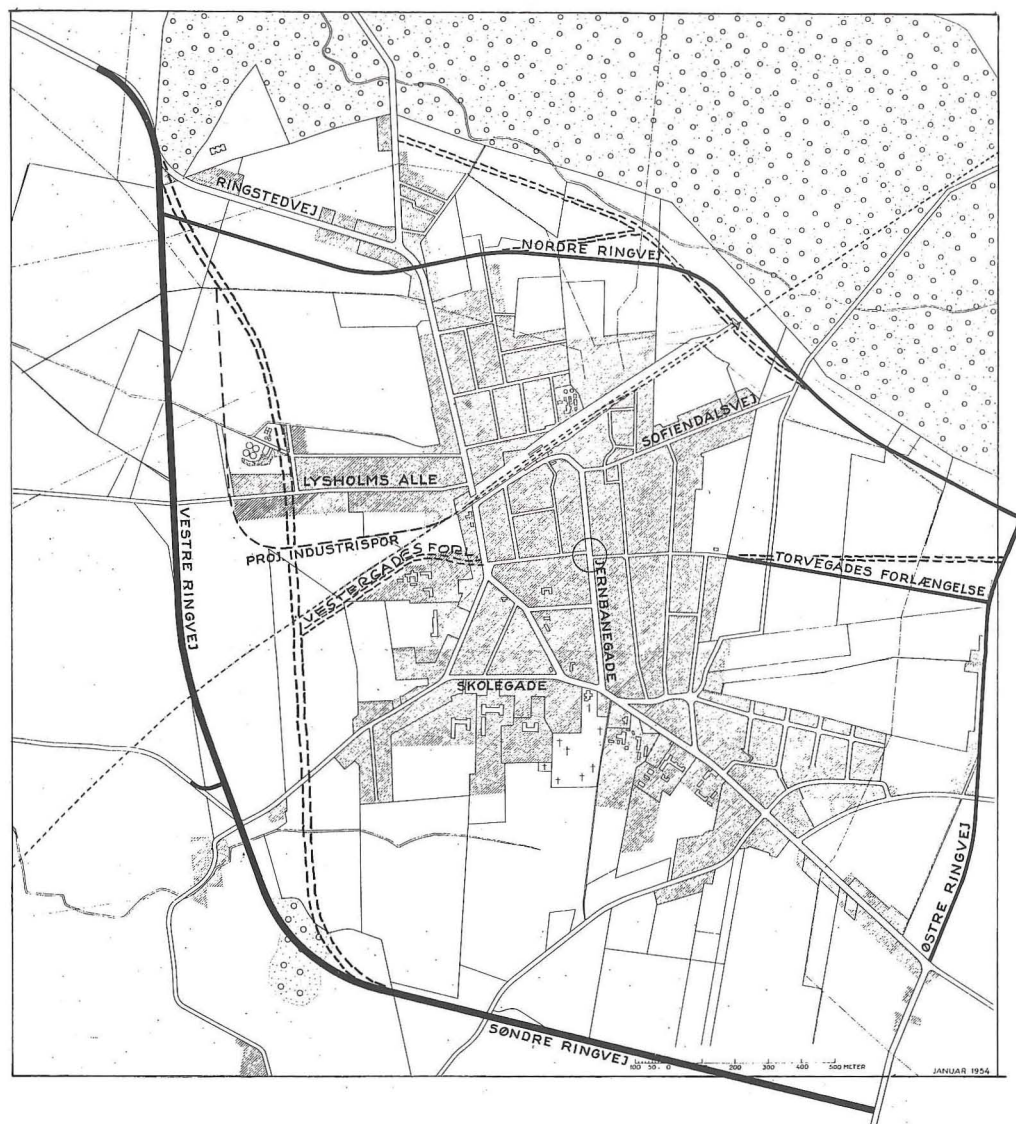 RINGSTEDVEJ
NORDRE RINGVEJ
SOFIENDALSVEJ
LYSHOLMS ALLE
VESTRE RINGVEJ
PROJ. INDUSTRISPOR
VESTERGADES FORL.
JERNBANEGADE
TORVEGADES FORLÆNGELSE
SKOLEGADE
ØSTRE RINGVEJ
SØNDRE RINGVEJ
100 50 0 100 200 300 400 500 METER
JANUAR 1954